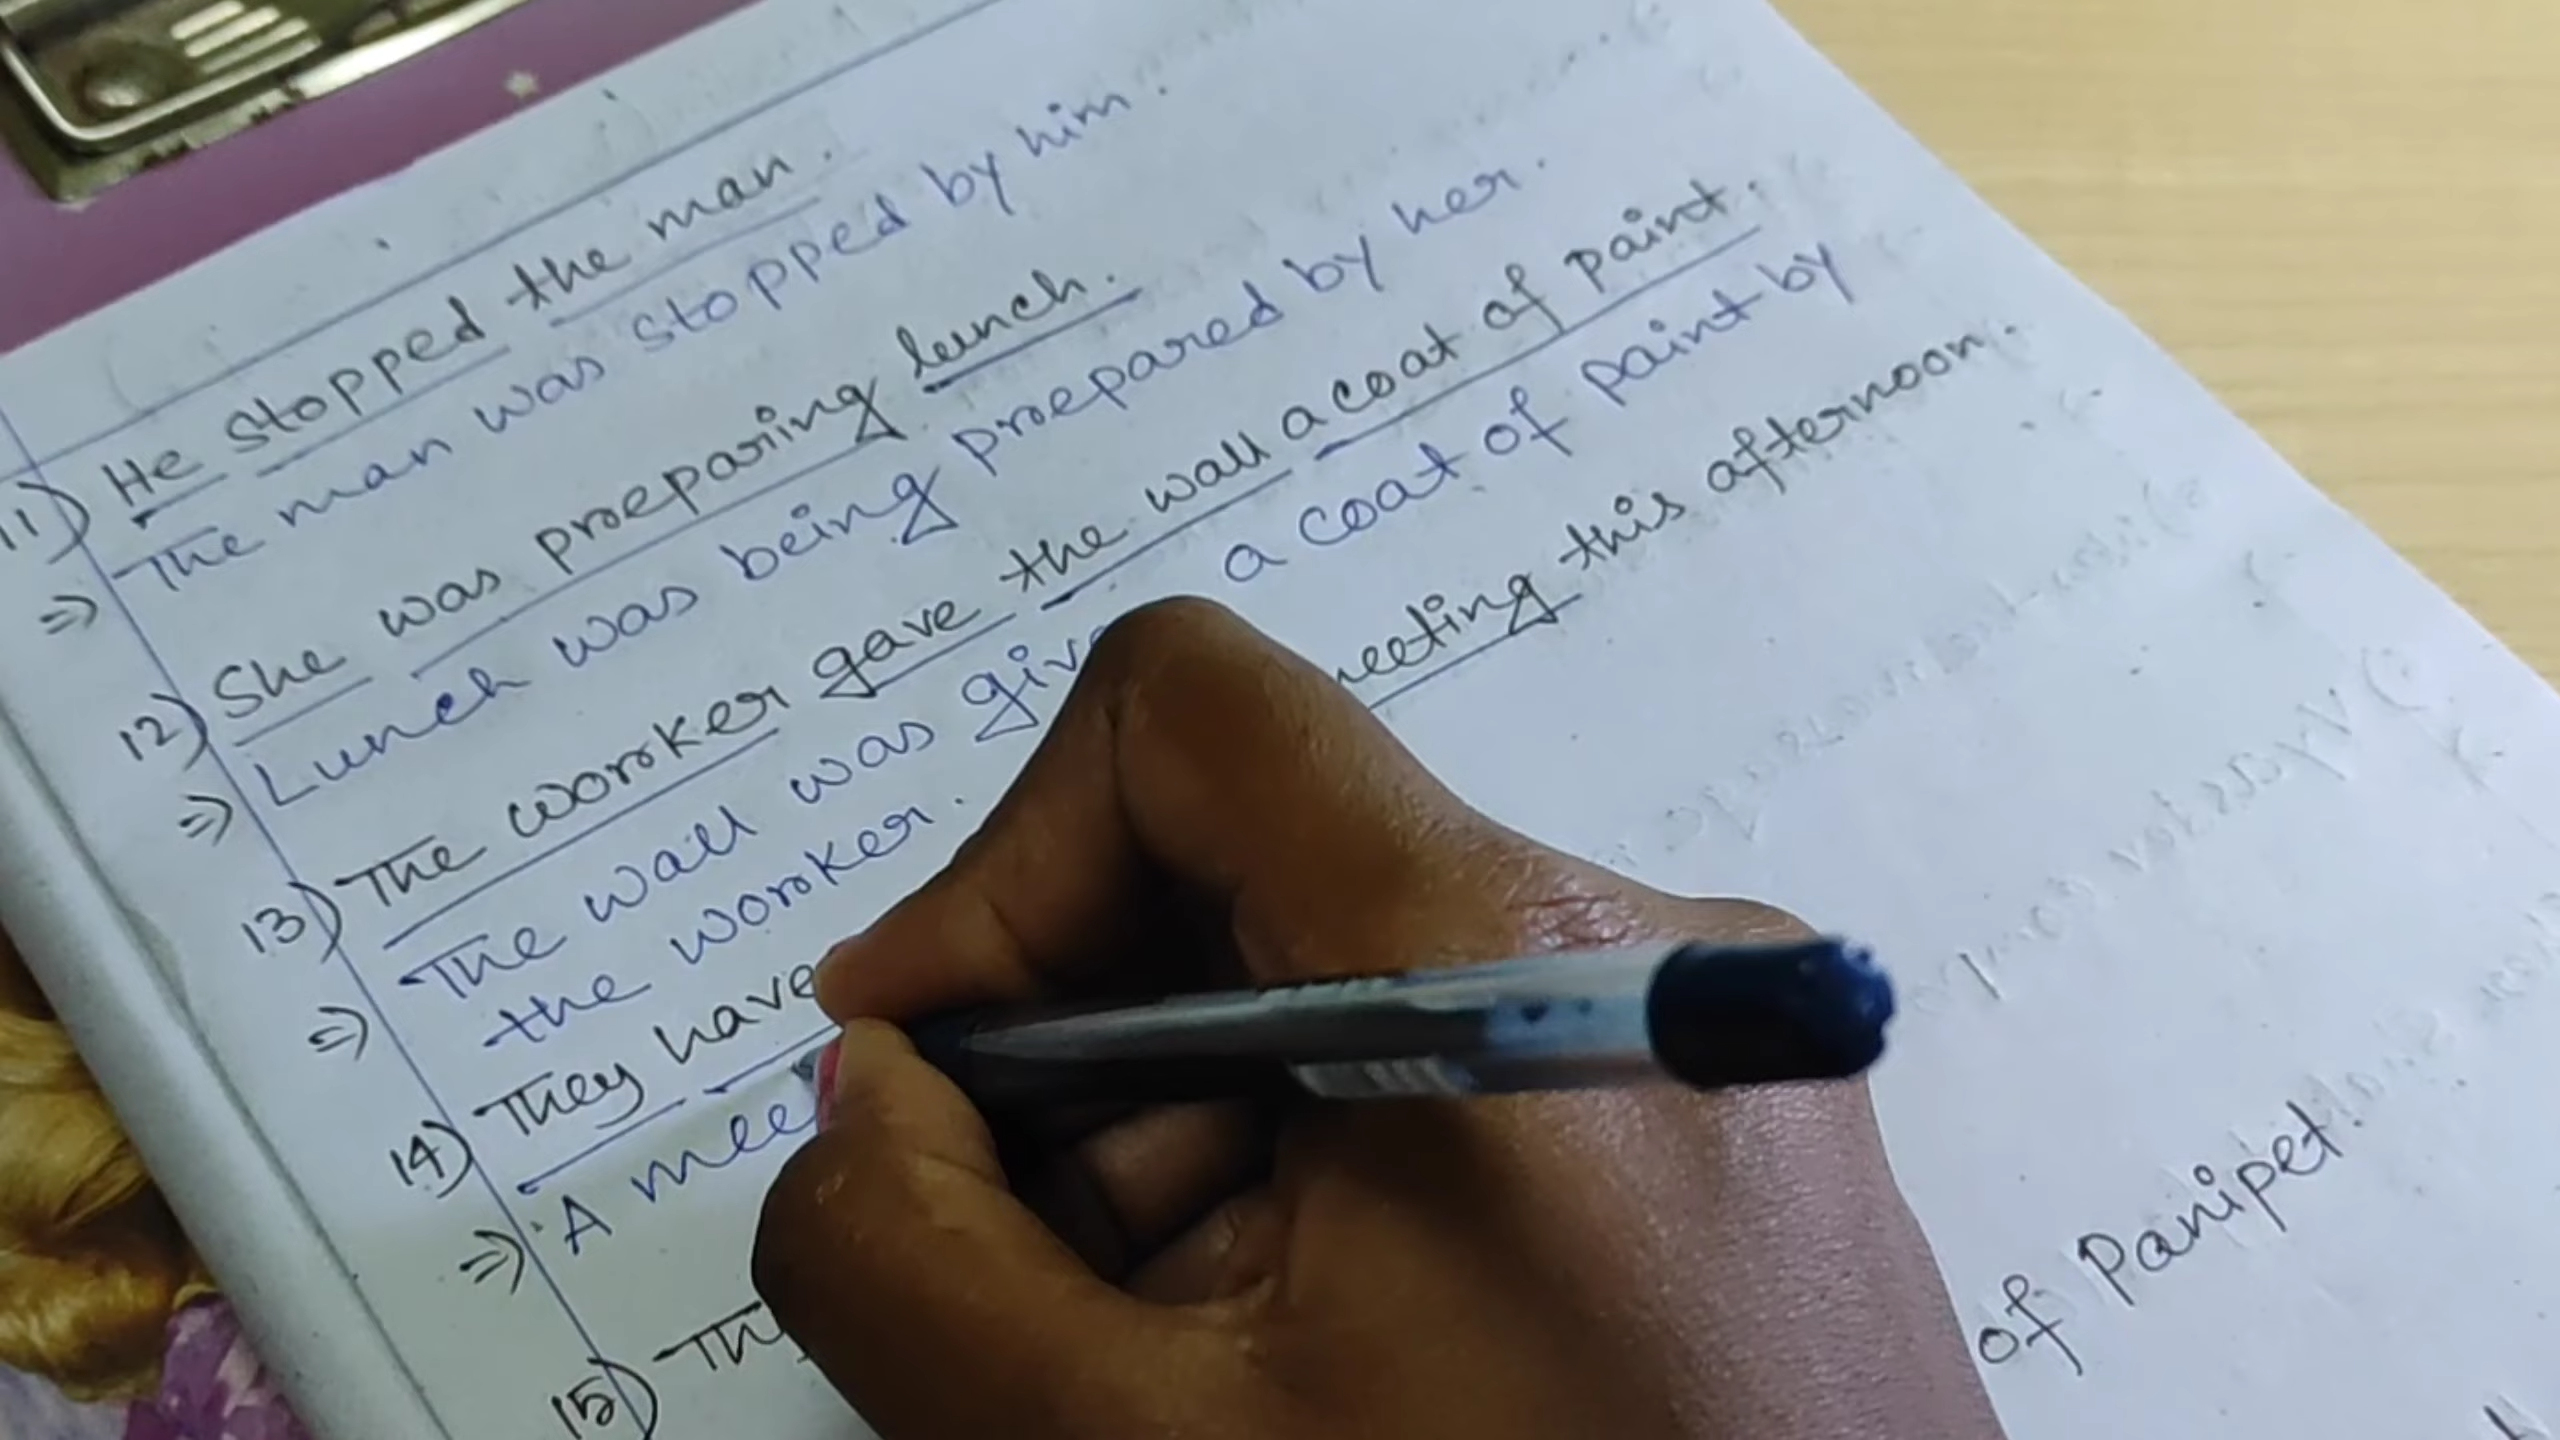 11) He stopped the man.
=> The man was stopped by him.
12) She was preparing lunch.
=> Lunch was being prepared by her.
13) The worker gave the wall a coat of paint.
=> The wall was a coat of paint by
the worker.
14) They have meeting this afternoon.
=> A
15)
of Panipet.